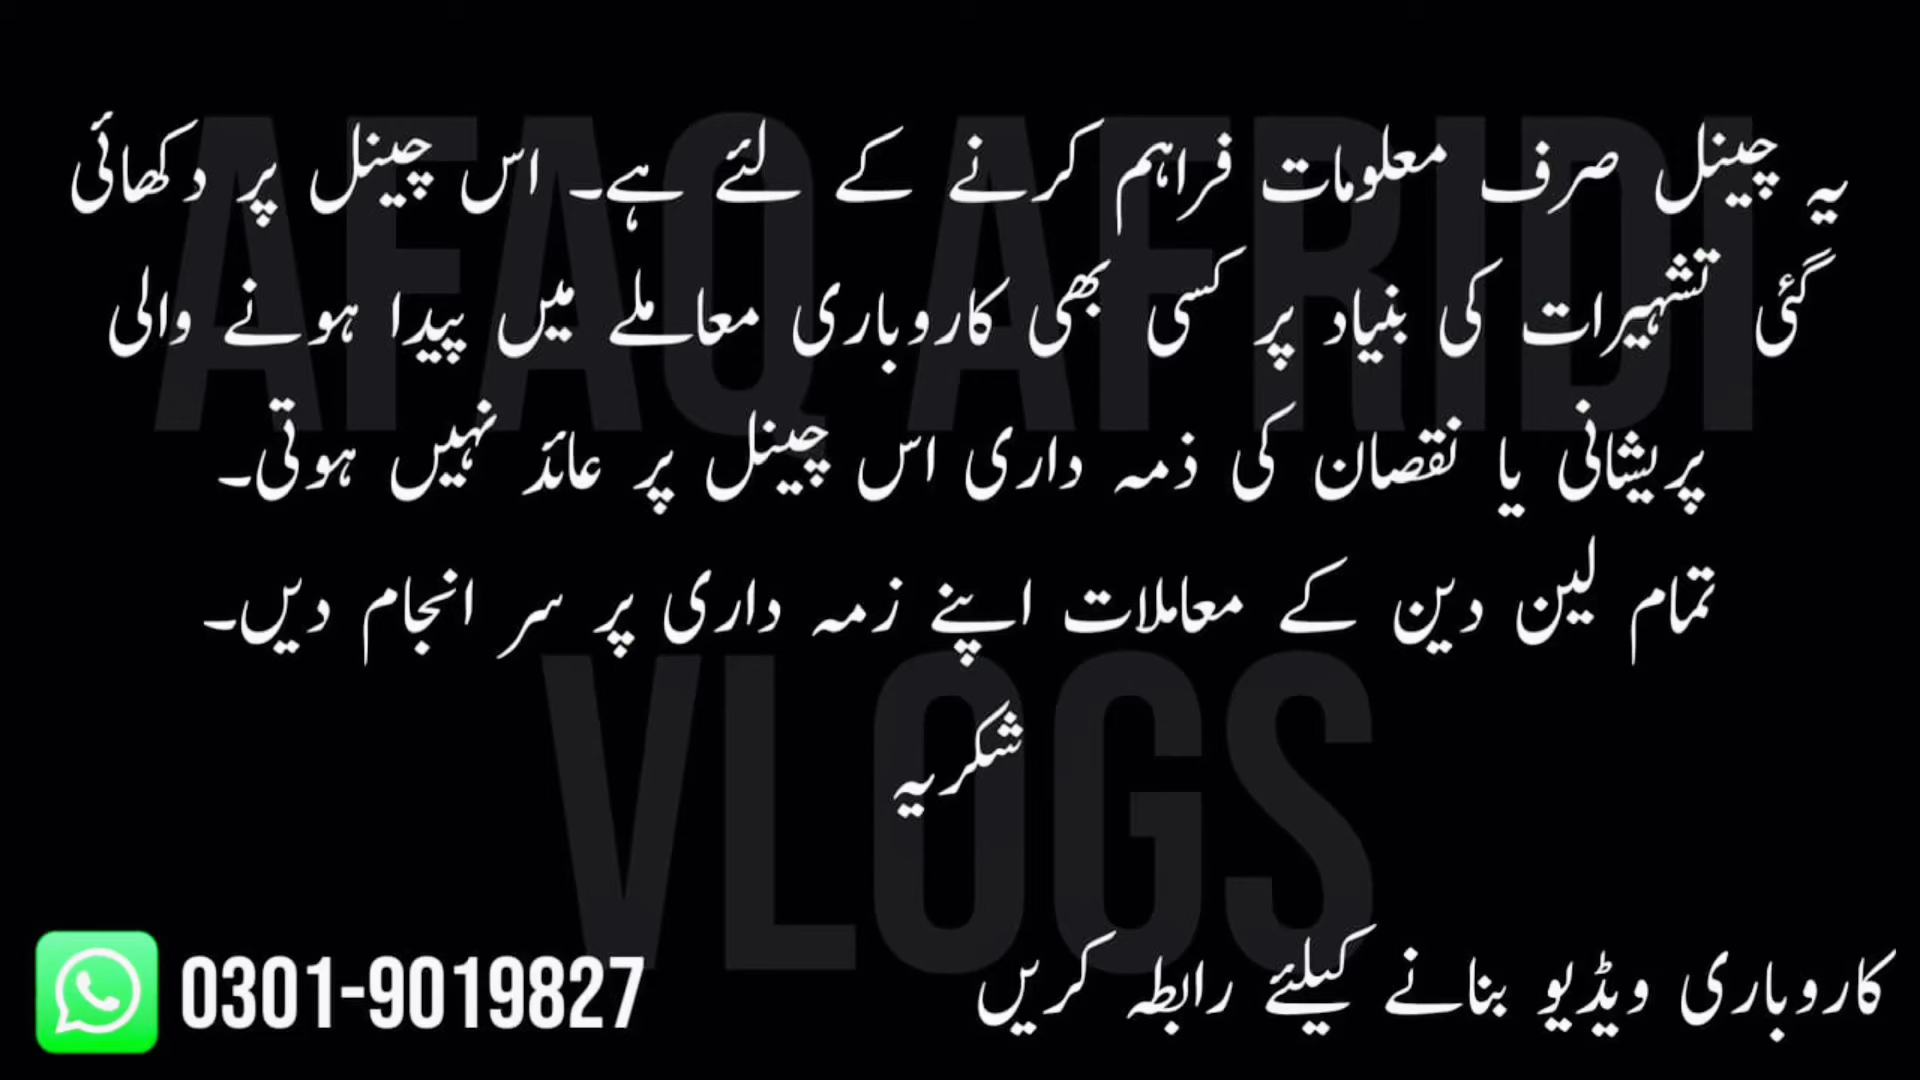 AFAQ AFRIDI
VLOGS
یہ چینل صرف معلومات فراہم کرنے کے لئے ہے۔ اس چینل پر دکھائی
گئی تشہیرات کی بنیاد پر کسی بھی کاروباری معاملے میں پیدا ہونے والی
پریشانی یا نقصان کی ذمہ داری اس چینل پر عائد نہیں ہوتی۔
تمام لین دین کے معاملات اپنے زمہ داری پر سر انجام دیں۔
شکریہ
کاروباری ویڈیو بنانے کیلئے رابطہ کریں
0301-9019827